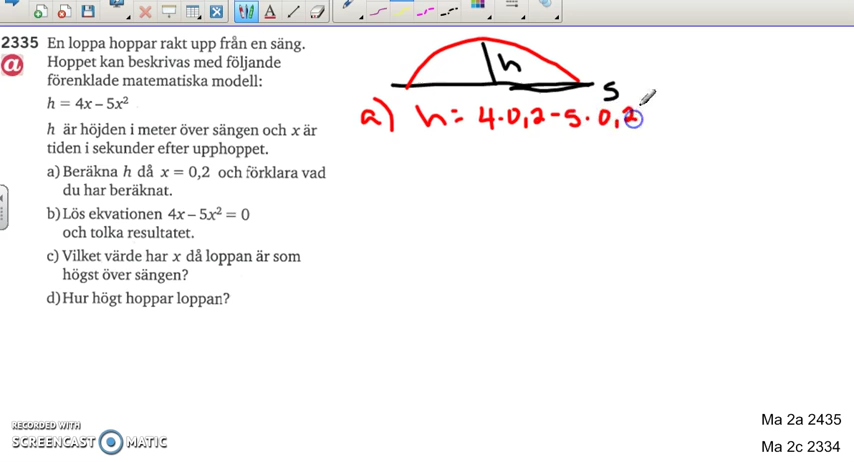 2335 En loppa hoppar rakt upp från en säng.
a Hoppet kan beskrivas med följande
förenklade matematiska modell:
h = 4x – 5x²
h är höjden i meter över sängen och x är
tiden i sekunder efter upphoppet.
a) Beräkna h då x = 0,2 och förklara vad
du har beräknat.
b) Lös ekvationen 4x – 5x² = 0
och tolka resultatet.
c) Vilket värde har x då loppan är som
högst över sängen?
d) Hur högt hoppar loppan?
h
s
a) h = 4·0,2-5·0,2
RECORDED WITH
SCREENCAST MATIC
Ma 2a 2435
Ma 2c 2334